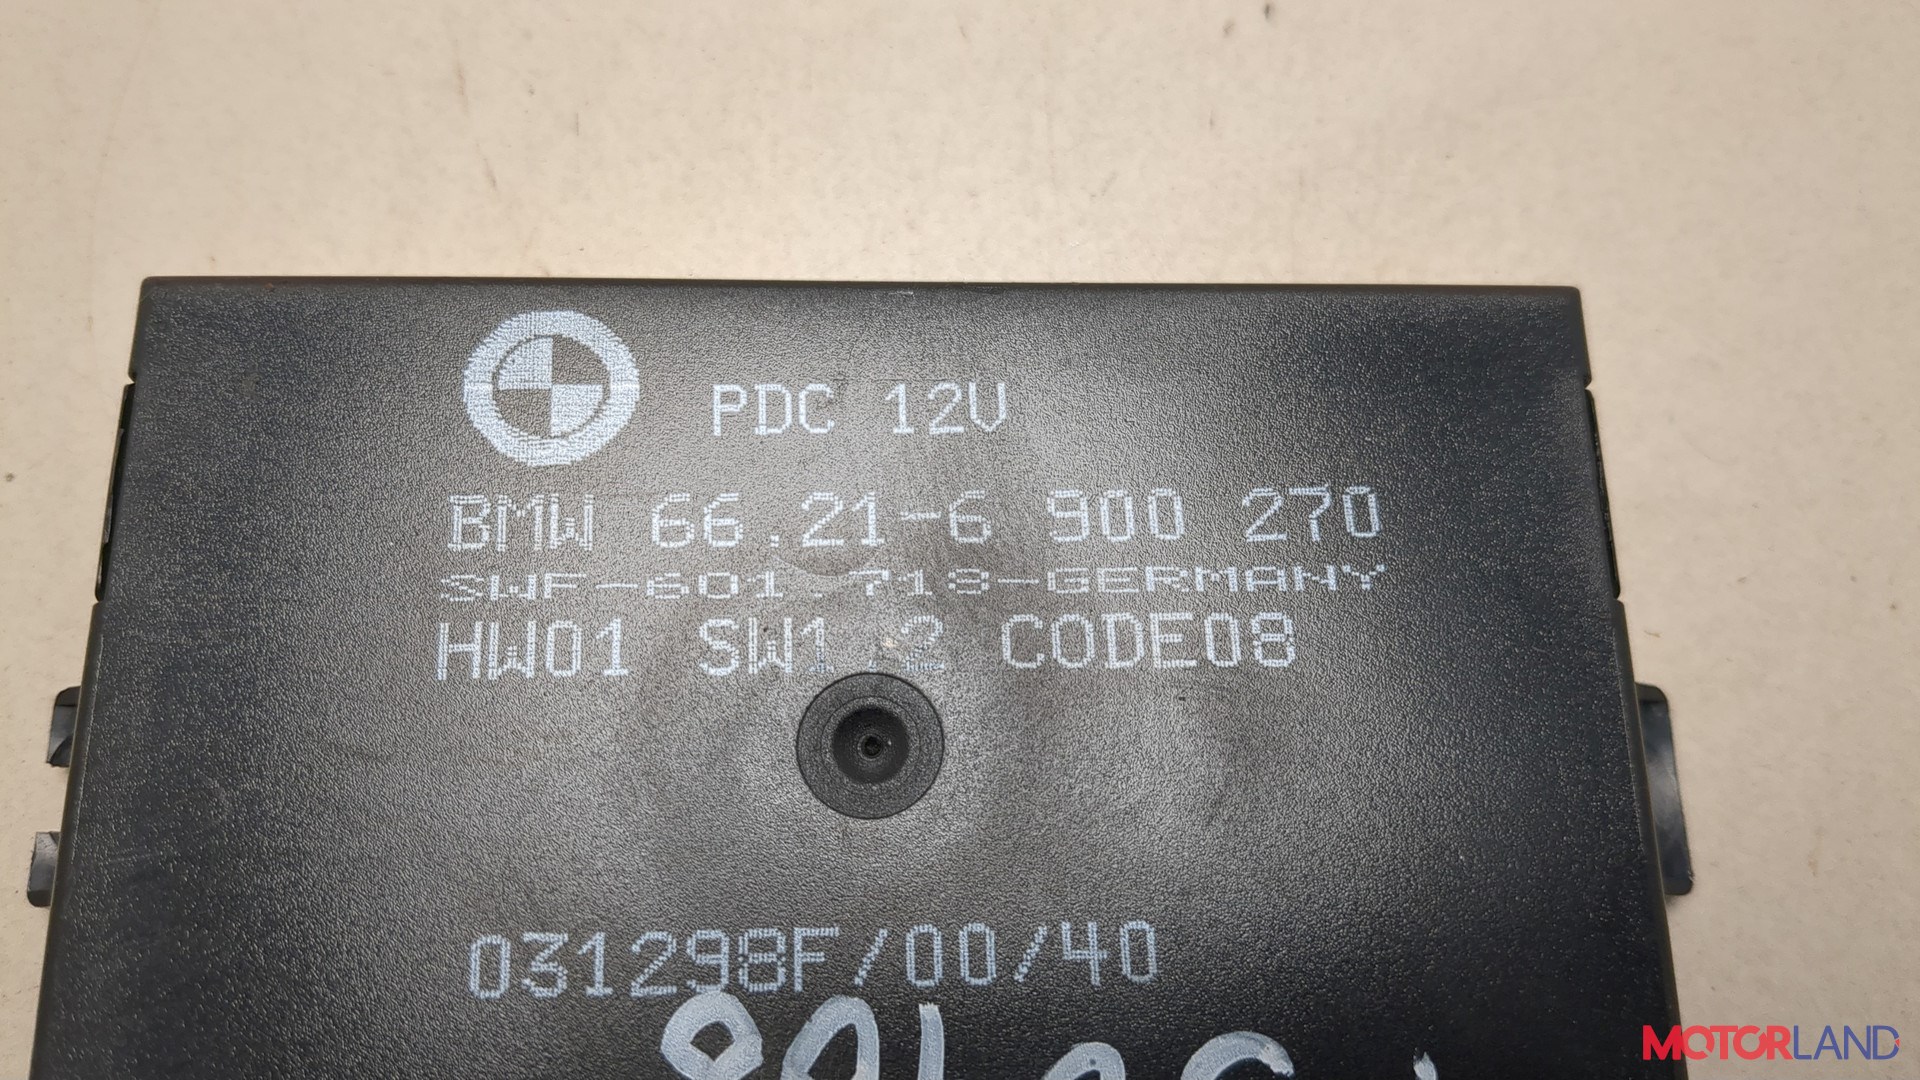 PDC 12V
BMW 66.21-6 900 270
SWF-601.718-GERMANY
HW01 SW1.2 CODE08
031298F/00/40
MOTORLAND